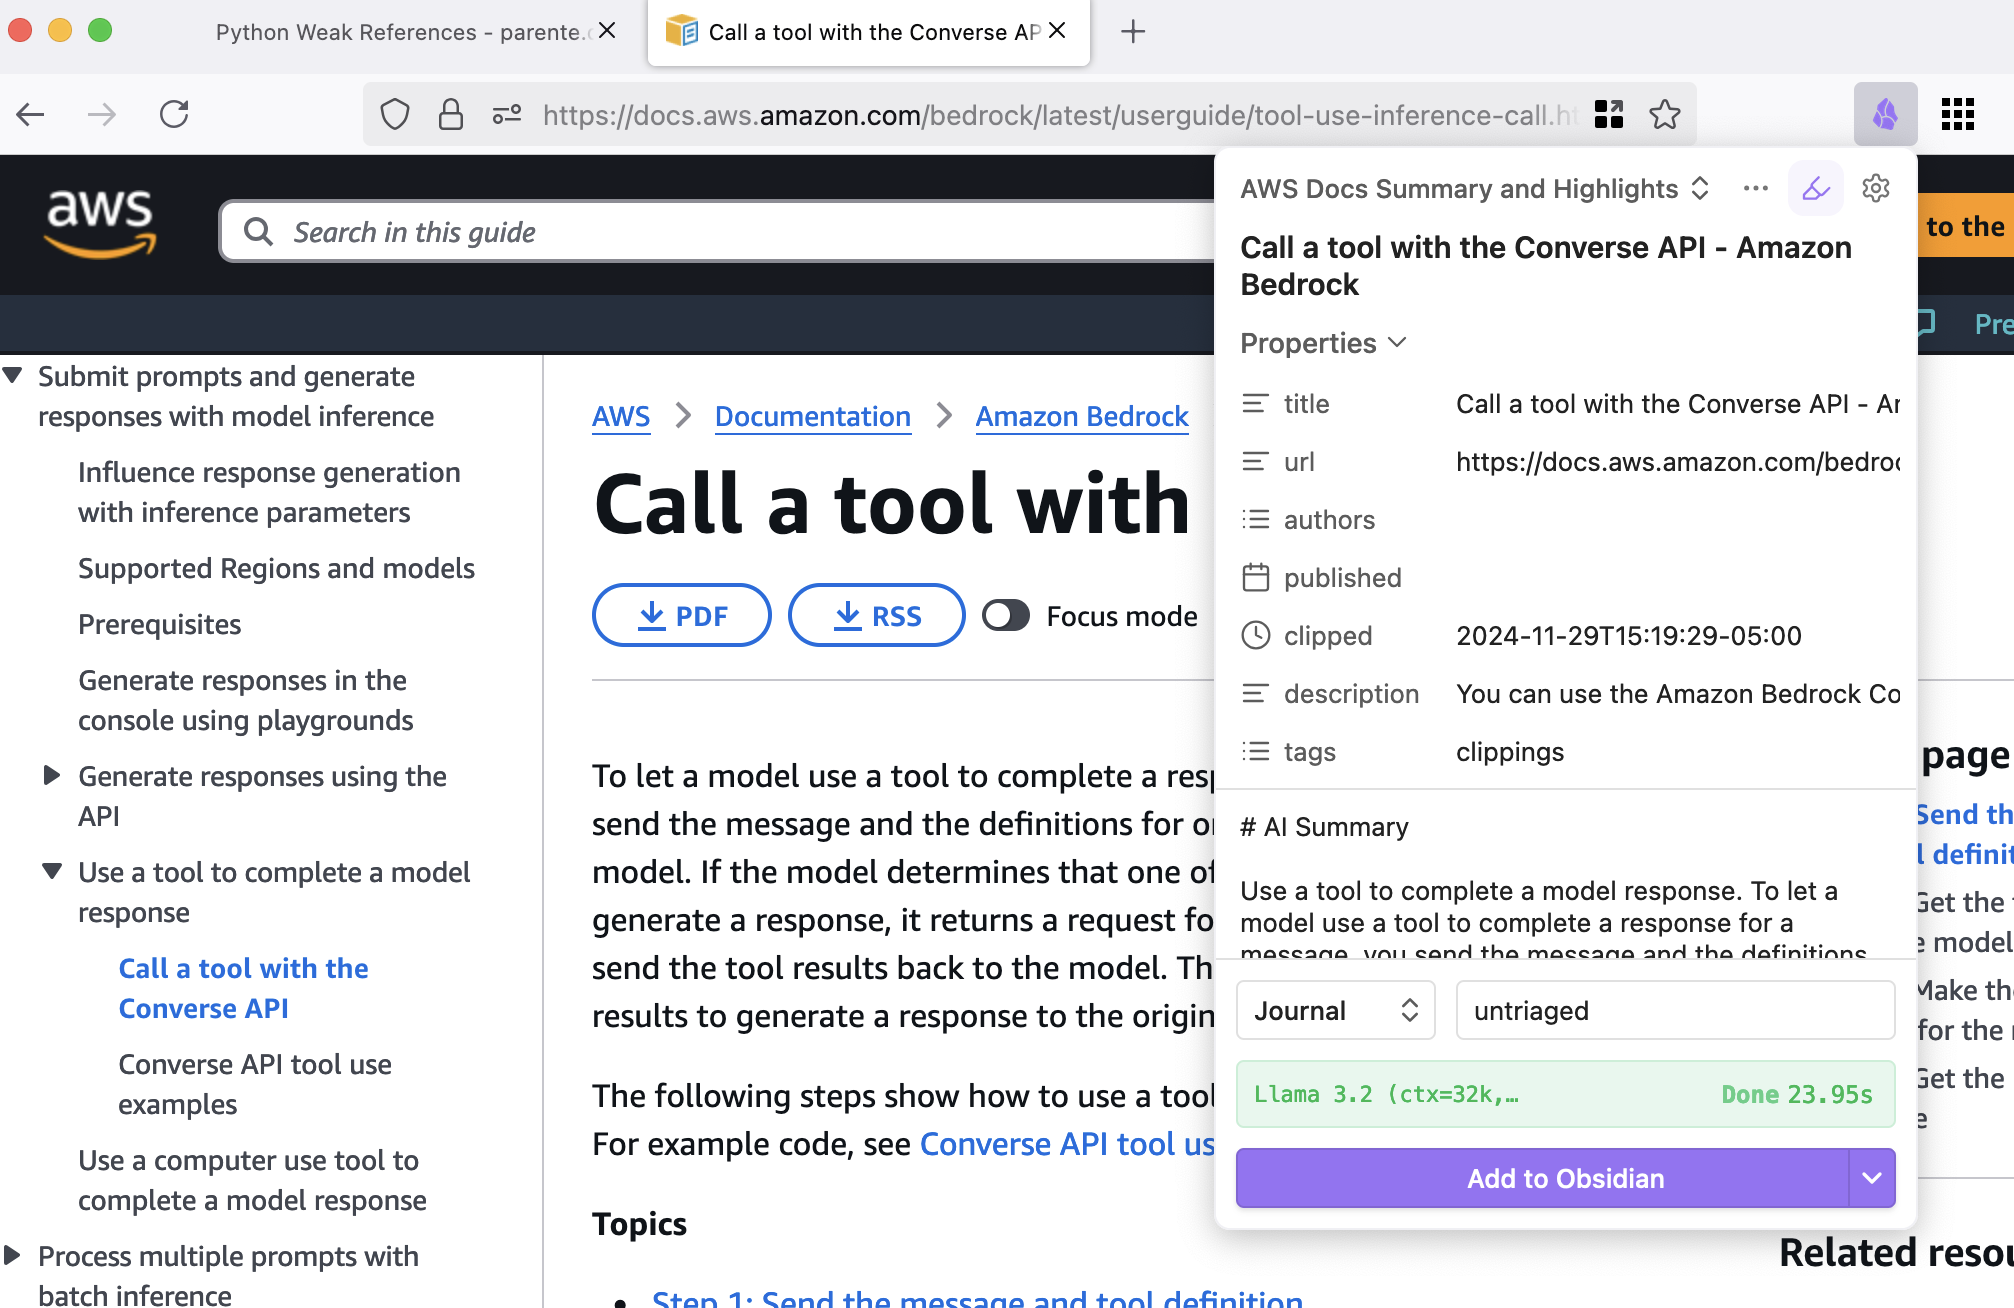 Python Weak References - parente.
Call a tool with the Converse AP
https://docs.aws.amazon.com/bedrock/latest/userguide/tool-use-inference-call.ht
aws
Search in this guide
to the
Pre
Submit prompts and generate
responses with model inference
Influence response generation
with inference parameters
Supported Regions and models
Prerequisites
Generate responses in the
console using playgrounds
Generate responses using the
API
Use a tool to complete a model
response
Call a tool with the
Converse API
Converse API tool use
examples
Use a computer use tool to
complete a model response
Process multiple prompts with
batch inference
AWS > Documentation > Amazon Bedrock
Call a tool with
PDF
RSS
Focus mode
To let a model use a tool to complete a resp
send the message and the definitions for or
model. If the model determines that one of
generate a response, it returns a request fo
send the tool results back to the model. Th
results to generate a response to the origin
The following steps show how to use a tool
For example code, see Converse API tool us
Topics
• Step 1: Send the message and tool definition
AWS Docs Summary and Highlights
Call a tool with the Converse API - Amazon
Bedrock
Properties
title Call a tool with the Converse API - Am
url https://docs.aws.amazon.com/bedroc
authors
published
clipped 2024-11-29T15:19:29-05:00
description You can use the Amazon Bedrock Co
tags clippings
# AI Summary
Use a tool to complete a model response. To let a
model use a tool to complete a response for a
message, you send the message and the definitions
Journal
untriaged
Llama 3.2 (ctx=32k,…
Done 23.95s
Add to Obsidian
page
Send th
l definit
Get the
e model
Make the
for the
Get the
e
Related resou